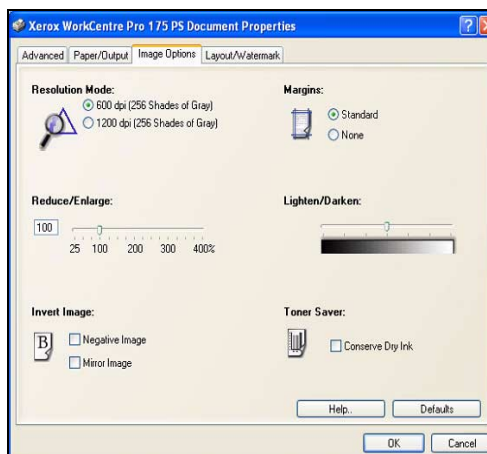 Xerox WorkCentre Pro 175 PS Document Properties
Advanced Paper/Output Image Options Layout/Watermark
Resolution Mode:
600 dpi (256 Shades of Gray)
1200 dpi (256 Shades of Gray)
Margins:
Standard
None
Reduce/Enlarge:
100
25 100 200 300 400%
Lighten/Darken:
Invert Image:
B
Negative Image
Mirror Image
Toner Saver:
Conserve Dry Ink
Help.. Defaults
OK Cancel